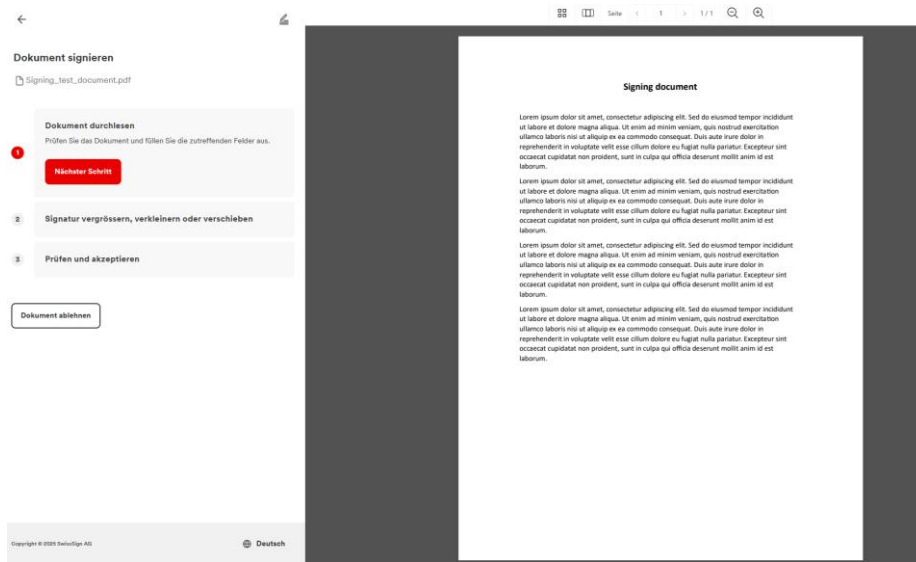 Seite 1 1 / 1
Dokument signieren
Signing_test_document.pdf
1
Dokument durchlesen
Prüfen Sie das Dokument und füllen Sie die zutreffenden Felder aus.
Nächster Schritt
2 Signatur vergrössern, verkleinern oder verschieben
3 Prüfen und akzeptieren
Dokument ablehnen
Copyright © 2025 SwissSign AG
Deutsch
Signing document
Lorem ipsum dolor sit amet, consectetur adipiscing elit. Sed do eiusmod tempor incididunt
ut labore et dolore magna aliqua. Ut enim ad minim veniam, quis nostrud exercitation
ullamco laboris nisi ut aliquip ex ea commodo consequat. Duis aute irure dolor in
reprehenderit in voluptate velit esse cillum dolore eu fugiat nulla pariatur. Excepteur sint
occaecat cupidatat non proident, sunt in culpa qui officia deserunt mollit anim id est
laborum.
Lorem ipsum dolor sit amet, consectetur adipiscing elit. Sed do eiusmod tempor incididunt
ut labore et dolore magna aliqua. Ut enim ad minim veniam, quis nostrud exercitation
ullamco laboris nisi ut aliquip ex ea commodo consequat. Duis aute irure dolor in
reprehenderit in voluptate velit esse cillum dolore eu fugiat nulla pariatur. Excepteur sint
occaecat cupidatat non proident, sunt in culpa qui officia deserunt mollit anim id est
laborum.
Lorem ipsum dolor sit amet, consectetur adipiscing elit. Sed do eiusmod tempor incididunt
ut labore et dolore magna aliqua. Ut enim ad minim veniam, quis nostrud exercitation
ullamco laboris nisi ut aliquip ex ea commodo consequat. Duis aute irure dolor in
reprehenderit in voluptate velit esse cillum dolore eu fugiat nulla pariatur. Excepteur sint
occaecat cupidatat non proident, sunt in culpa qui officia deserunt mollit anim id est
laborum.
Lorem ipsum dolor sit amet, consectetur adipiscing elit. Sed do eiusmod tempor incididunt
ut labore et dolore magna aliqua. Ut enim ad minim veniam, quis nostrud exercitation
ullamco laboris nisi ut aliquip ex ea commodo consequat. Duis aute irure dolor in
reprehenderit in voluptate velit esse cillum dolore eu fugiat nulla pariatur. Excepteur sint
occaecat cupidatat non proident, sunt in culpa qui officia deserunt mollit anim id est
laborum.